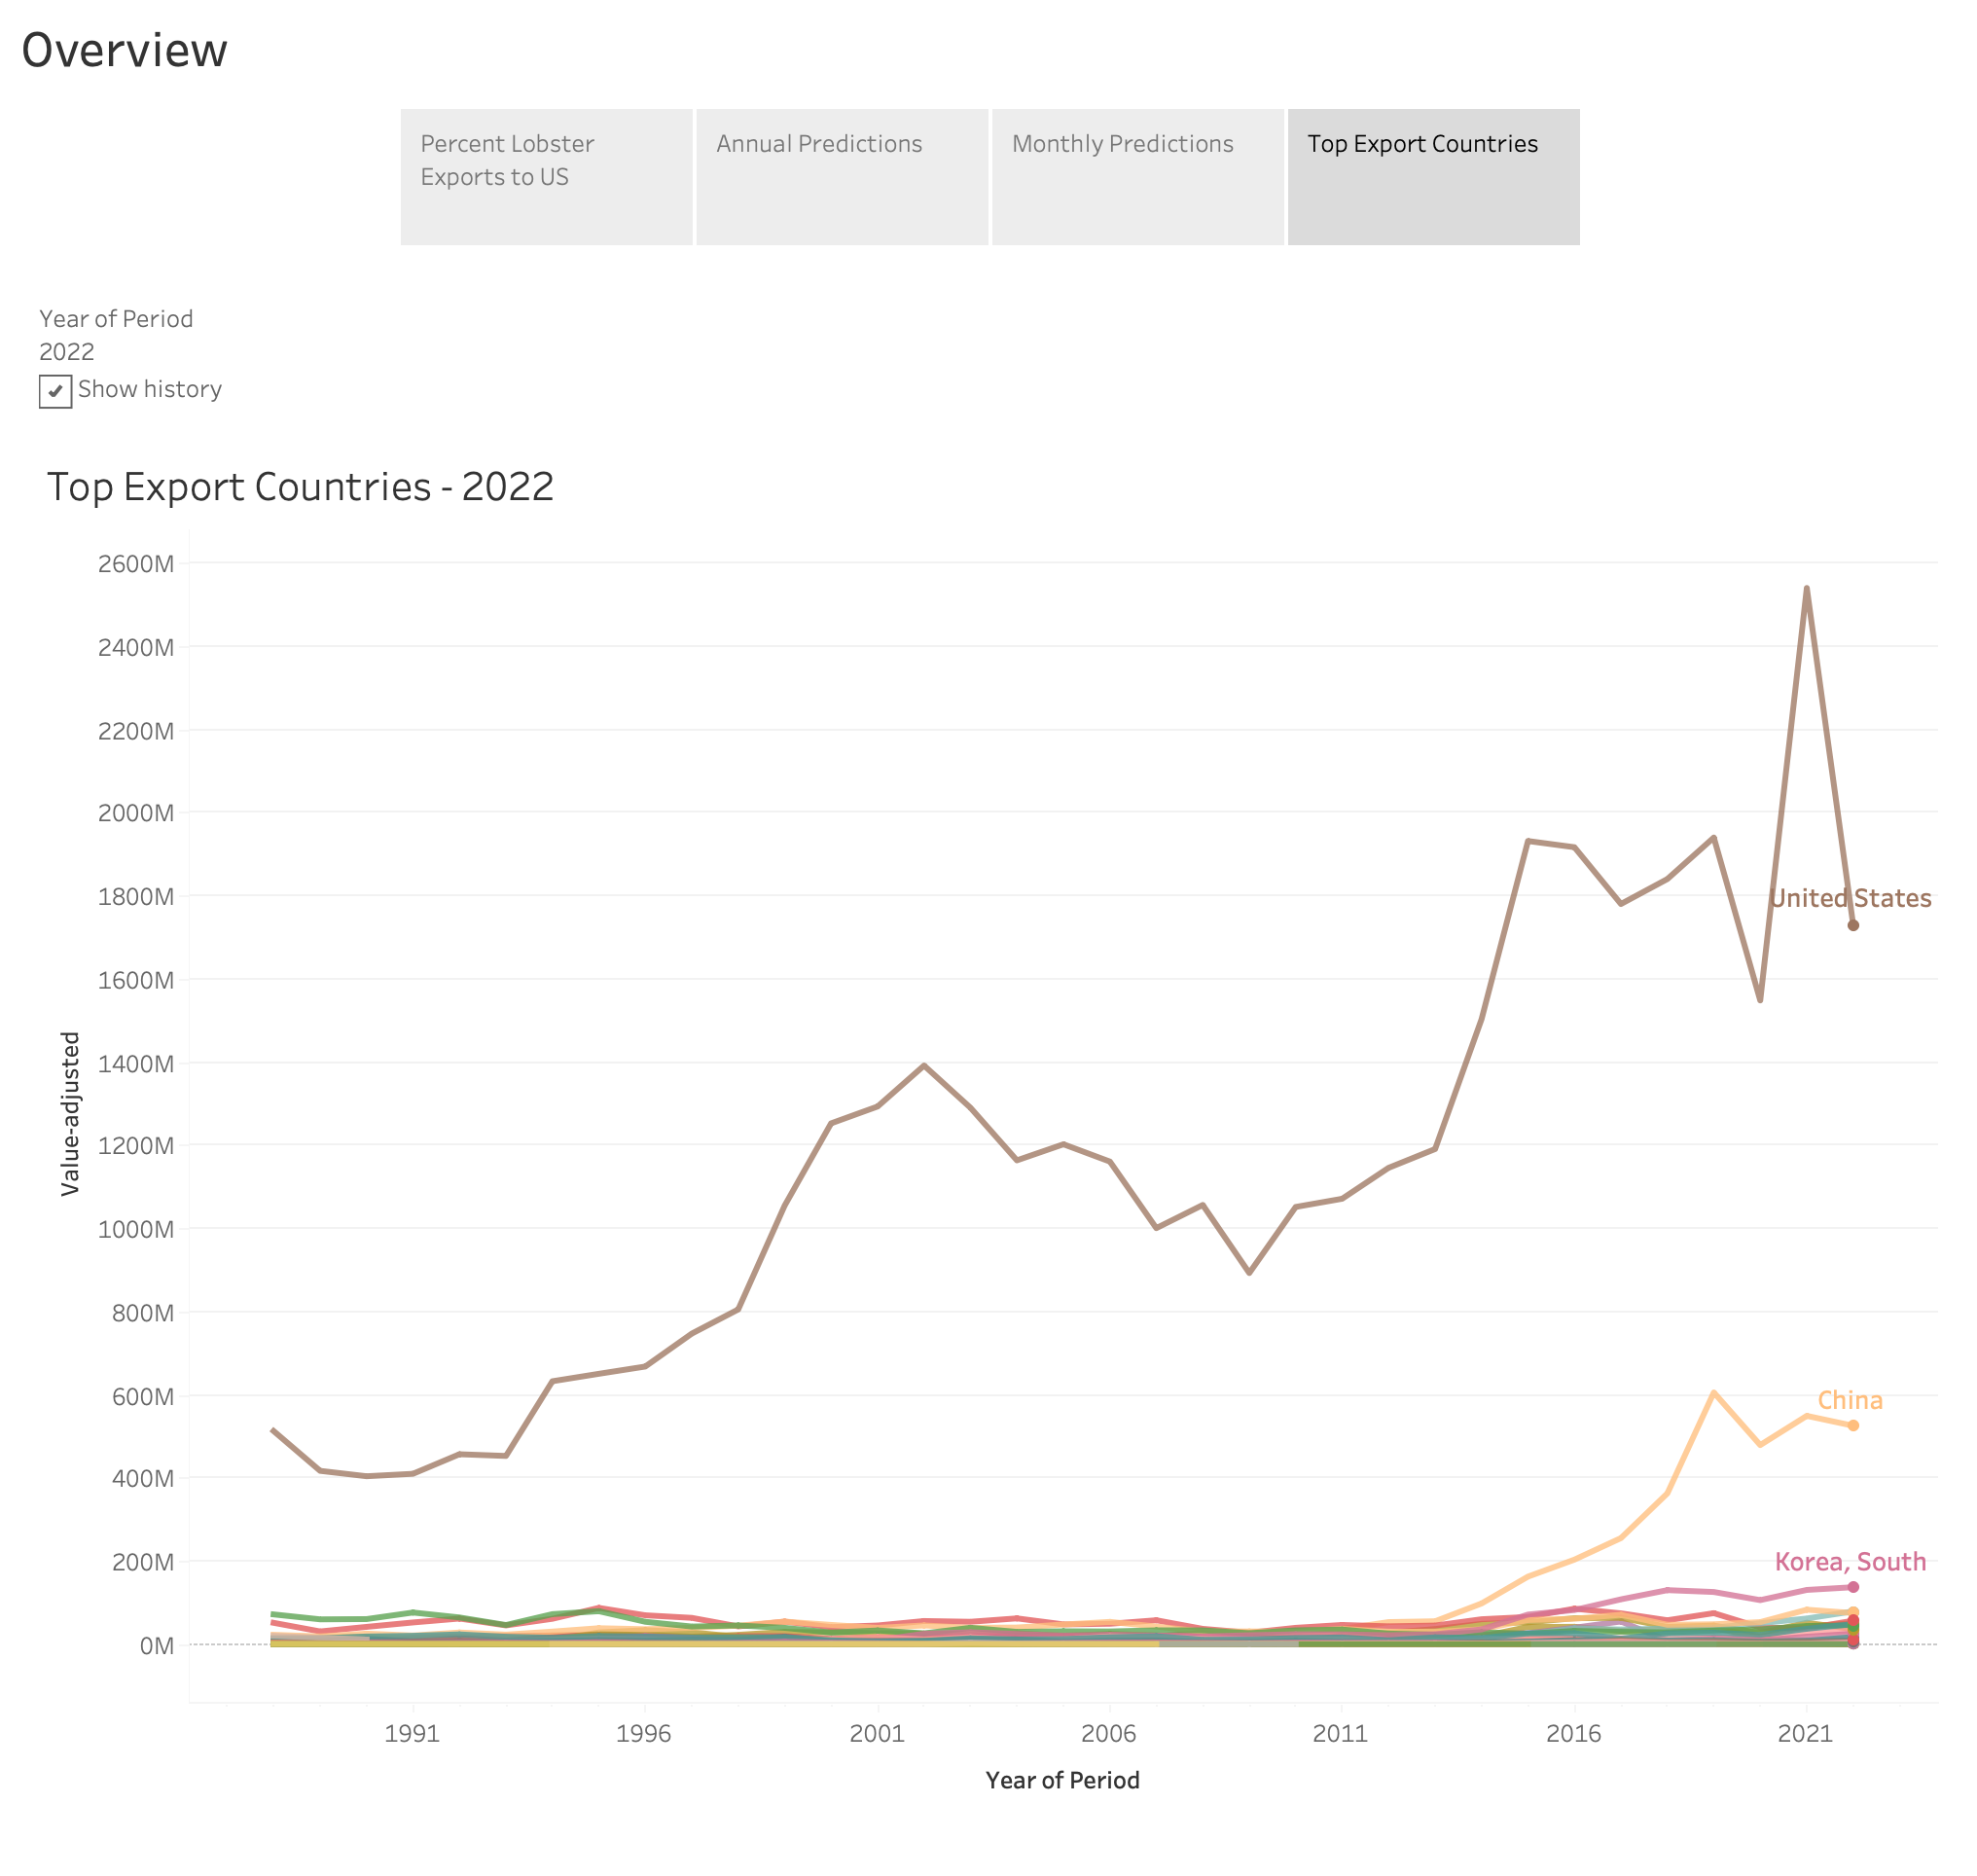 Overview
Percent Lobster
Exports to US
Annual Predictions
Monthly Predictions
Top Export Countries
Year of Period
2022
Show history
Top Export Countries - 2022
2600M
2400M
2200M
2000M
1800M
1600M
1400M
1200M
1000M
800M
600M
400M
200M
0M
Value-adjusted
United States
China
Korea, South
1991
1996
2001
2006
2011
2016
2021
Year of Period